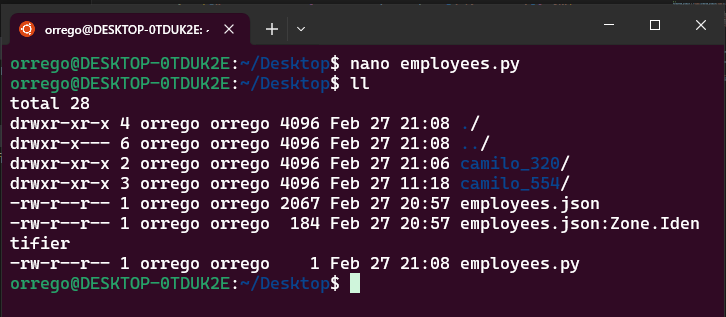 orrego@DESKTOP-0TDUK2E: ~
orrego@DESKTOP-0TDUK2E:~/Desktop$ nano employees.py
orrego@DESKTOP-0TDUK2E:~/Desktop$ ll
total 28
drwxr-xr-x 4 orrego orrego 4096 Feb 27 21:08 ./
drwxr-x--- 6 orrego orrego 4096 Feb 27 21:08 ../
drwxr-xr-x 2 orrego orrego 4096 Feb 27 21:06 camilo_320/
drwxr-xr-x 3 orrego orrego 4096 Feb 27 11:18 camilo_554/
-rw-r--r-- 1 orrego orrego 2067 Feb 27 20:57 employees.json
-rw-r--r-- 1 orrego orrego  184 Feb 27 20:57 employees.json:Zone.Iden
tifier
-rw-r--r-- 1 orrego orrego    1 Feb 27 21:08 employees.py
orrego@DESKTOP-0TDUK2E:~/Desktop$